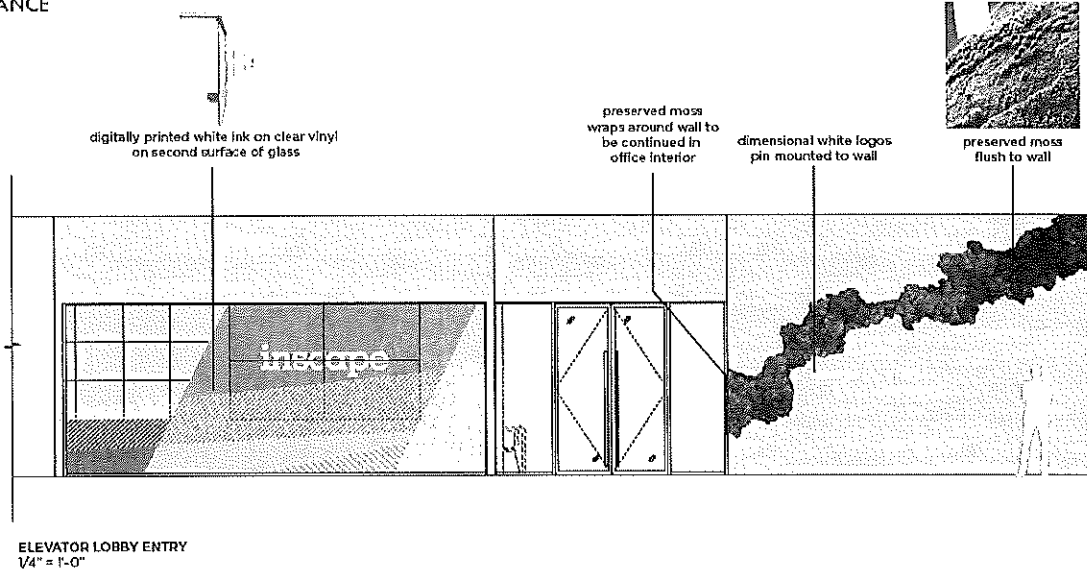 ANCE
digitally printed white ink on clear vinyl
on second surface of glass
preserved moss
wraps around wall to
be continued in
office interior
dimensional white logos
pin mounted to wall
preserved moss
flush to wall
inscape
ELEVATOR LOBBY ENTRY
1/4" = 1'-0"